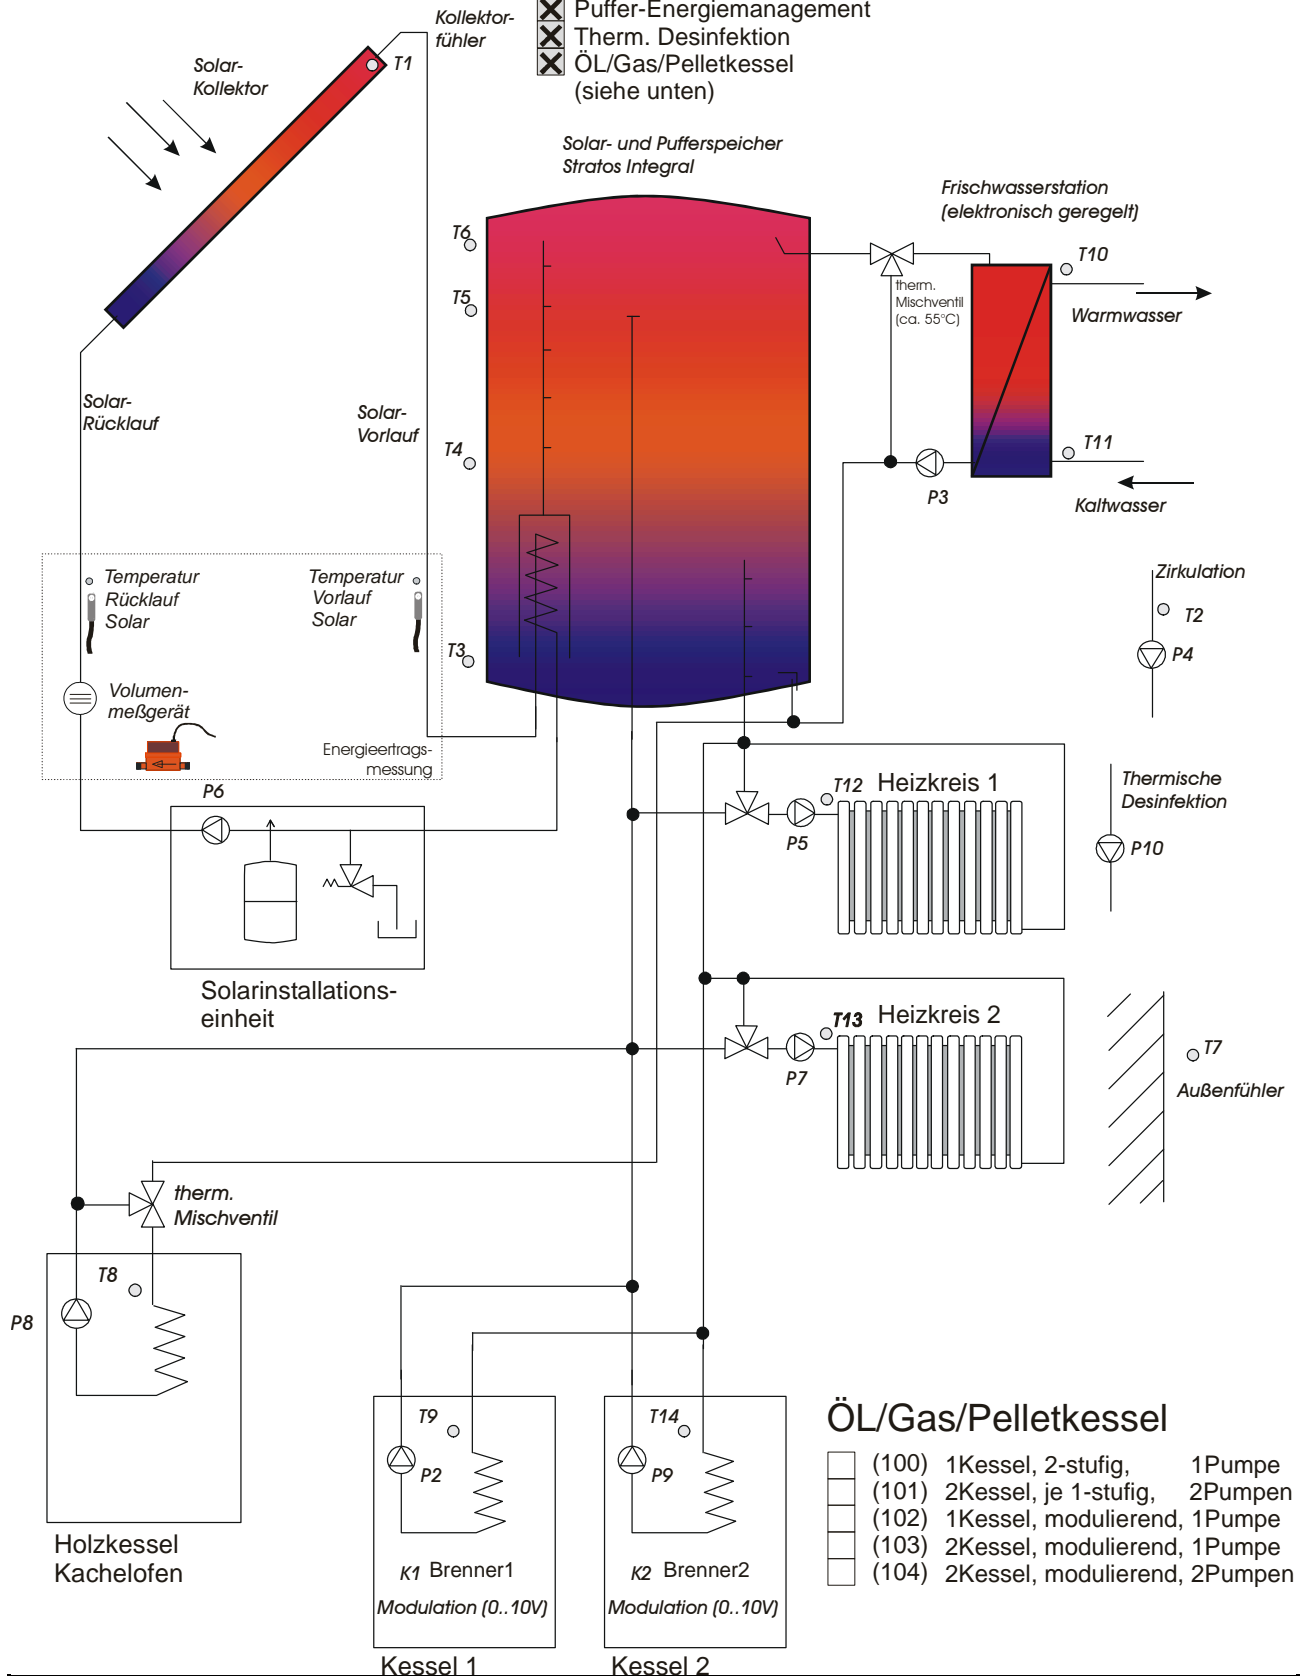 Puffer-Energiemanagement
Therm. Desinfektion
ÖL/Gas/Pelletkessel
(siehe unten)
Kollektor-
fühler
T1
Solar-
Kollektor
Solar- und Pufferspeicher
Stratos Integral
Frischwasserstation
(elektronisch geregelt)
T6
T5
T4
T3
T10
therm.
Mischventil
(ca. 55°C)
Warmwasser
T11
P3
Kaltwasser
Solar-
Rücklauf
Solar-
Vorlauf
Temperatur
Rücklauf
Solar
Temperatur
Vorlauf
Solar
Volumen-
meßgerät
Energieertrags-
messung
Zirkulation
T2
P4
P6
Solarinstallations-
einheit
T12
Heizkreis 1
P5
Thermische
Desinfektion
P10
T13
Heizkreis 2
P7
T7
Außenfühler
therm.
Mischventil
T8
P8
Holzkessel
Kachelofen
T9
P2
K1 Brenner1
Modulation (0..10V)
Kessel 1
T14
P9
K2 Brenner2
Modulation (0..10V)
Kessel 2
ÖL/Gas/Pelletkessel
(100) 1Kessel, 2-stufig, 1Pumpe
(101) 2Kessel, je 1-stufig, 2Pumpen
(102) 1Kessel, modulierend, 1Pumpe
(103) 2Kessel, modulierend, 1Pumpe
(104) 2Kessel, modulierend, 2Pumpen